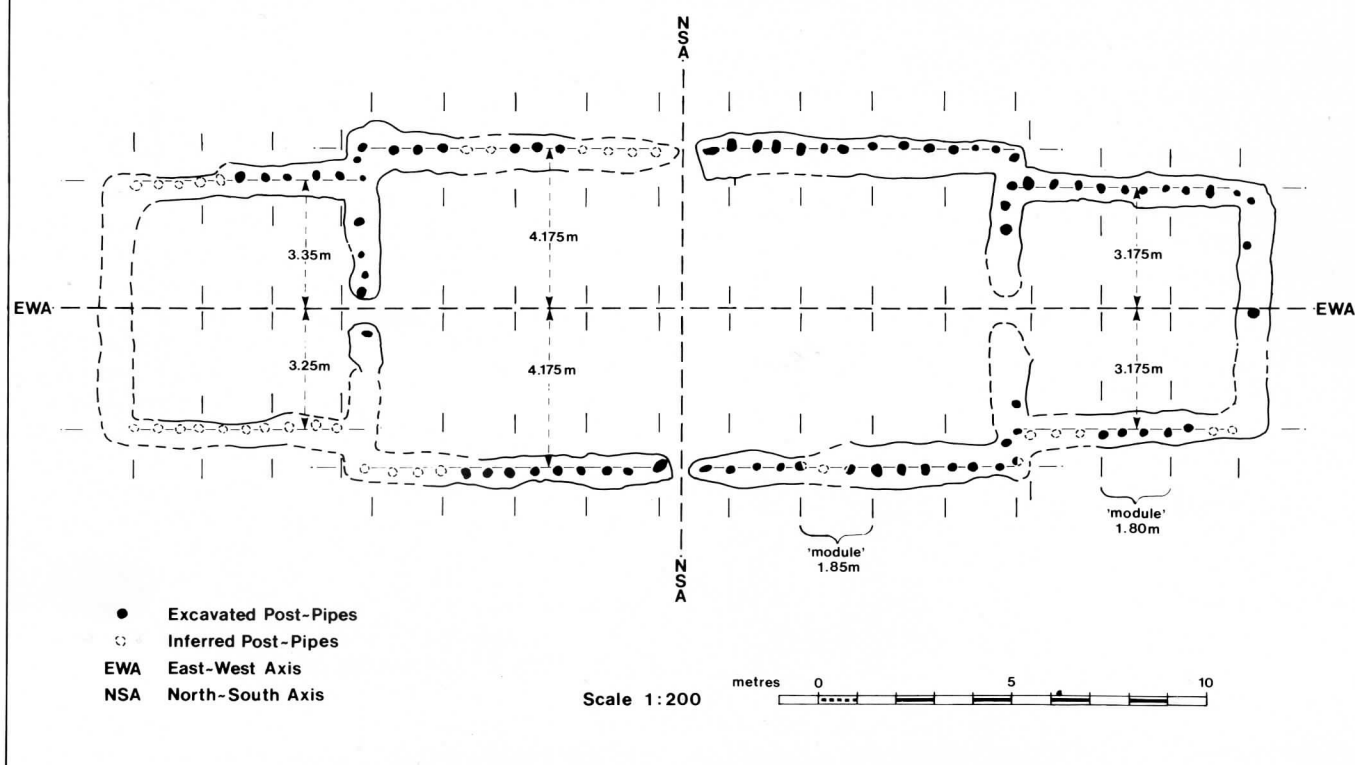 N
S
A
3.35m
4.175m
3.175m
EWA
EWA
3.25m
4.175m
3.175m
'module'
1.80m
'module'
1.85m
N
S
A
Excavated Post-Pipes
Inferred Post-Pipes
EWA East-West Axis
NSA North-South Axis
Scale 1:200
metres 0 5 10